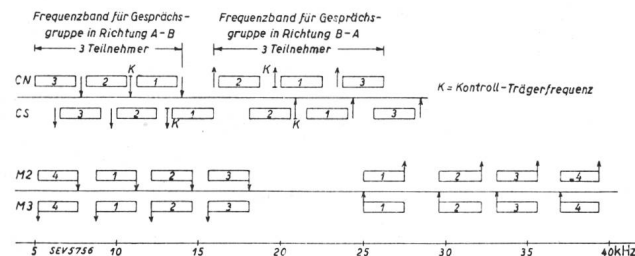 Frequenzband für Gesprächs-
gruppe in Richtung A-B
3 Teilnehmer
Frequenzband für Gesprächs-
gruppe in Richtung B-A
3 Teilnehmer
K K
CN 3 2 1 2 1 3
K = Kontroll-Trägerfrequenz
CS 3 2 K 1 2 K 1 3
M2 4 1 2 3 1 2 3 4
M3 4 1 2 3 1 2 3 4
5 SEV5756 10 15 20 25 30 35 40kHz